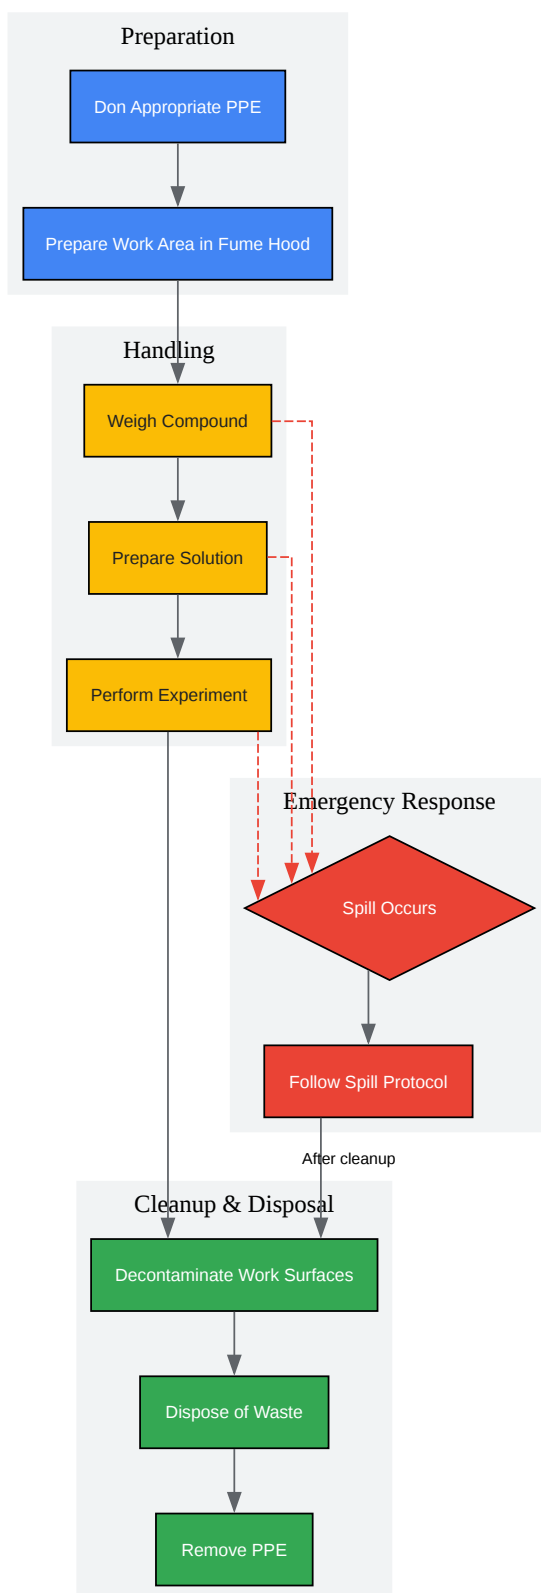 Preparation
Don Appropriate PPE
Prepare Work Area in Fume Hood
Handling
Weigh Compound
Prepare Solution
Perform Experiment
Emergency Response
Spill Occurs
Follow Spill Protocol
After cleanup
Cleanup & Disposal
Decontaminate Work Surfaces
Dispose of Waste
Remove PPE